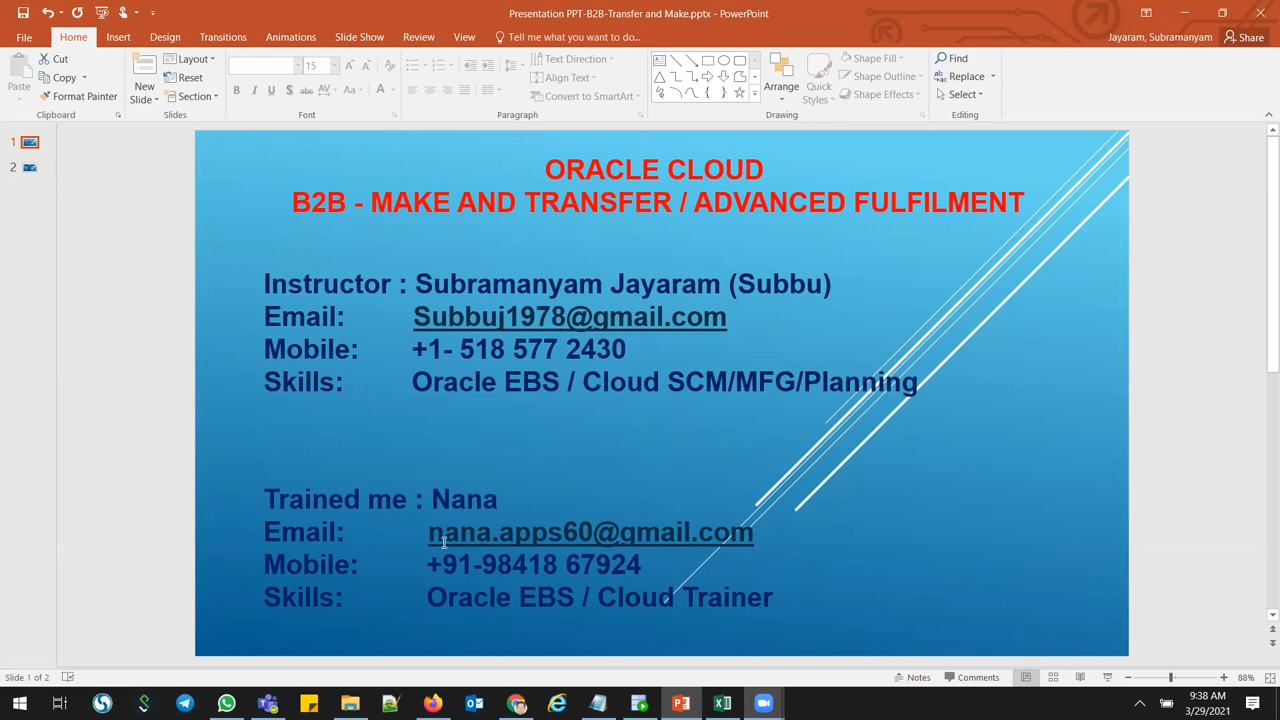 Presentation PPT-B2B-Transfer and Make.pptx - PowerPoint
File Home Insert Design Transitions Animations Slide Show Review View Tell me what you want to do... Jayaram, Subramanyam Share
Paste Cut Copy Format Painter
Clipboard
New Slide Layout Reset Section
Slides
15
B I U S abc AV Aa A
Font
Text Direction Align Text Convert to SmartArt
Paragraph
Arrange Quick Styles Shape Fill Shape Outline Shape Effects
Drawing
Find Replace Select
Editing
1
2
ORACLE CLOUD
B2B - MAKE AND TRANSFER / ADVANCED FULFILMENT
Instructor : Subramanyam Jayaram (Subbu)
Email: Subbuj1978@gmail.com
Mobile: +1- 518 577 2430
Skills: Oracle EBS / Cloud SCM/MFG/Planning
Trained me : Nana
Email: nana.apps60@gmail.com
Mobile: +91-98418 67924
Skills: Oracle EBS / Cloud Trainer
Slide 1 of 2 Notes Comments 88%
9:38 AM
3/29/2021